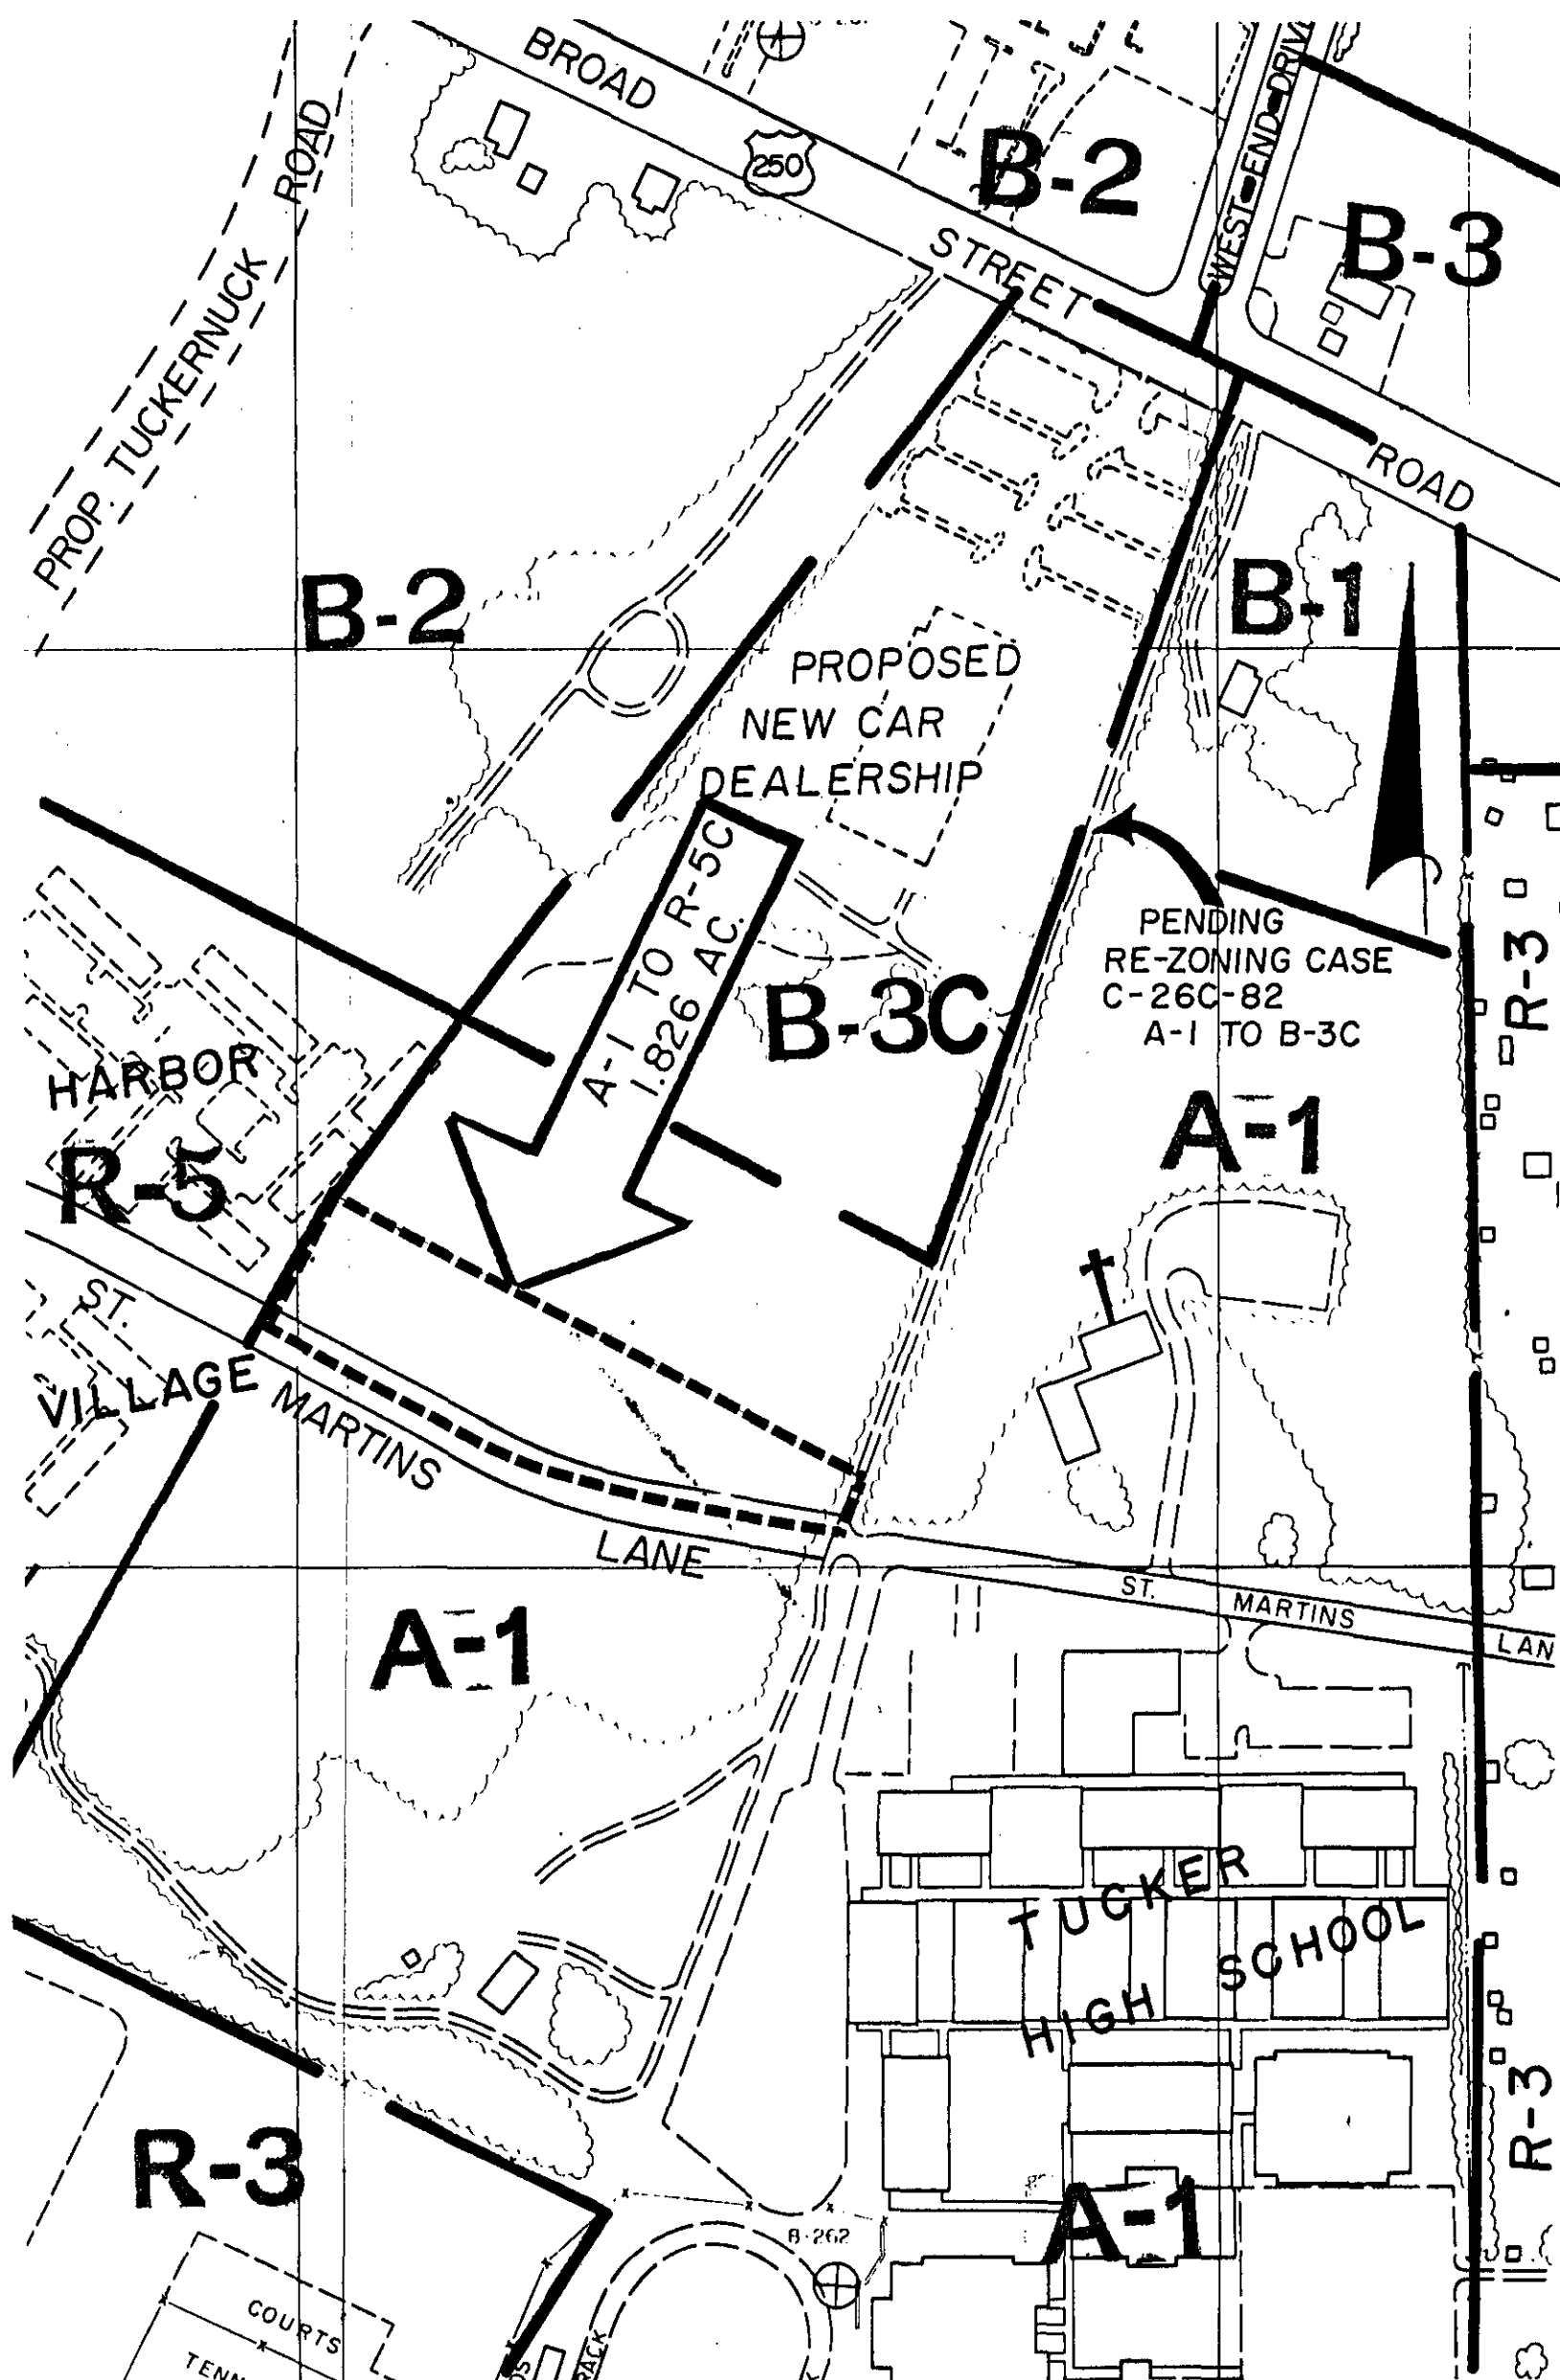 BROAD
STREET
ROAD
250
WEST END DRIVE
B-2
B-3
PROP. TUCKERNUCK ROAD
B-2
B-1
PROPOSED
NEW CAR
DEALERSHIP
A-1 TO R-5C
1.826 AC.
B-3C
PENDING
RE-ZONING CASE
C-26C-82
A-1 TO B-3C
R-3
HARBOR
VILLAGE
R-5
A-1
ST.
MARTINS
LANE
ST.
MARTINS
LAN
A-1
TUCKER
HIGH
SCHOOL
R-3
R-3
A-1
B-262
COURTS
TENN